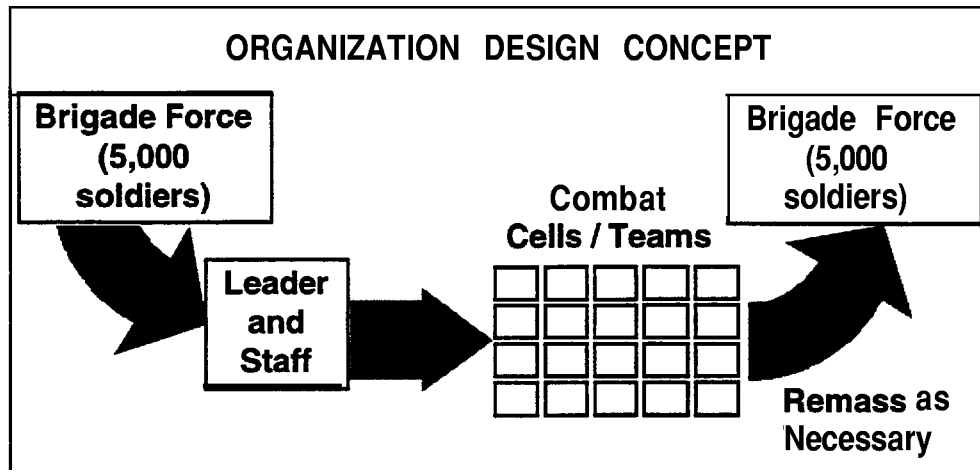 ORGANIZATION DESIGN CONCEPT
Brigade Force
(5,000
soldiers)
Leader
and
Staff
Combat
Cells / Teams
Brigade Force
(5,000
soldiers)
Remass as
Necessary